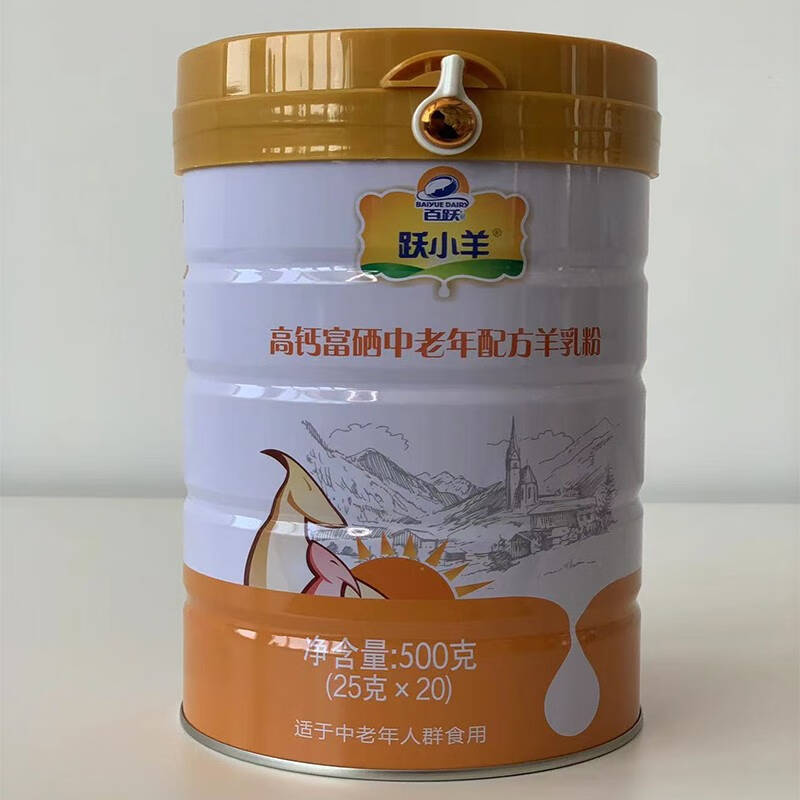 BAIYUE DAIRY
百跃
跃小羊®
高钙富硒中老年配方羊乳粉
净含量:500克
(25克×20)
适于中老年人群食用